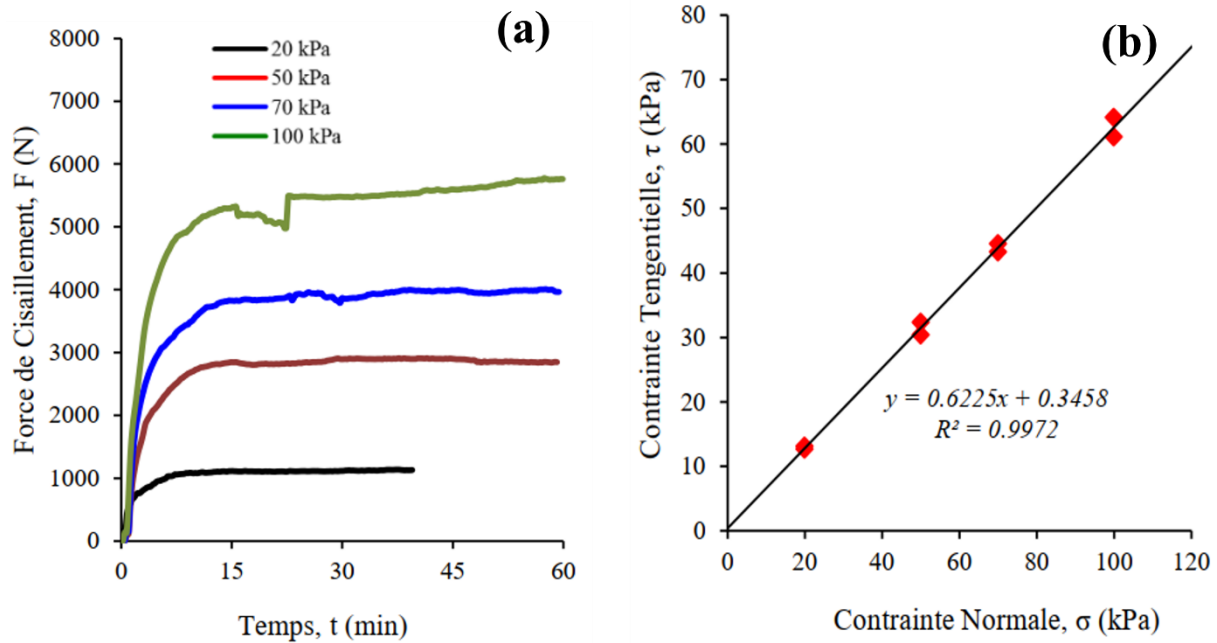 (a)
8000
7000
6000
5000
4000
3000
2000
1000
0
Force de Cisaillement, F (N)
20 kPa
50 kPa
70 kPa
100 kPa
0 15 30 45 60
Temps, t (min)
(b)
80
70
60
50
40
30
20
10
0
Contrainte Tengentielle, τ (kPa)
y = 0.6225x + 0.3458
R² = 0.9972
0 20 40 60 80 100 120
Contrainte Normale, σ (kPa)